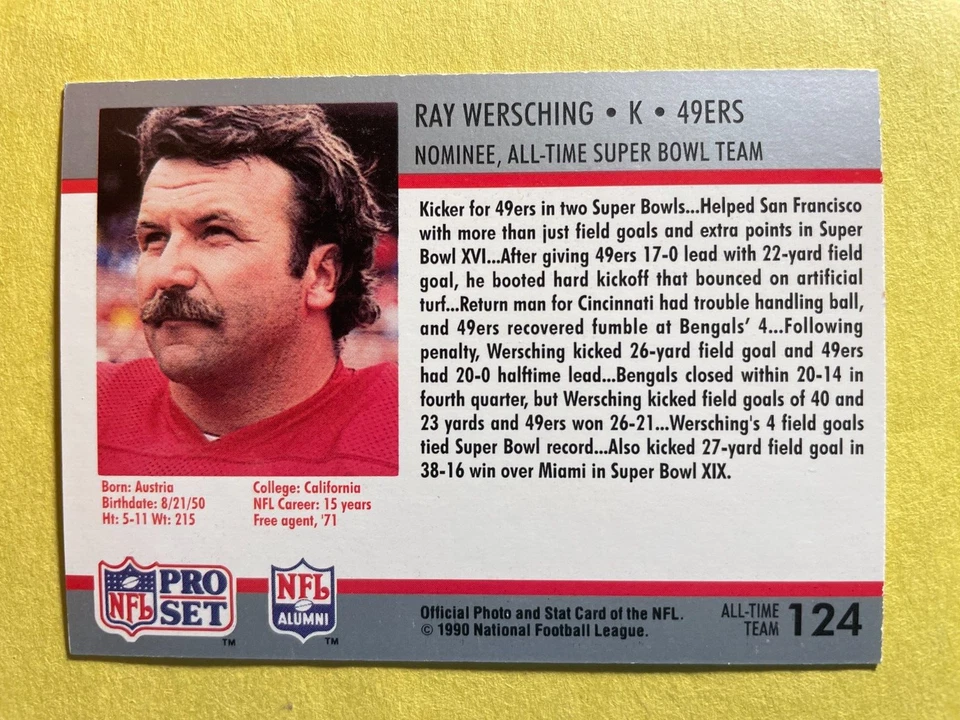 RAY WERSCHING • K • 49ERS
NOMINEE, ALL-TIME SUPER BOWL TEAM
Kicker for 49ers in two Super Bowls...Helped San Francisco
with more than just field goals and extra points in Super
Bowl XVI...After giving 49ers 17-0 lead with 22-yard field
goal, he booted hard kickoff that bounced on artificial
turf...Return man for Cincinnati had trouble handling ball,
and 49ers recovered fumble at Bengals' 4...Following
penalty, Wersching kicked 26-yard field goal and 49ers
had 20-0 halftime lead...Bengals closed within 20-14 in
fourth quarter, but Wersching kicked field goals of 40 and
23 yards and 49ers won 26-21...Wersching's 4 field goals
tied Super Bowl record...Also kicked 27-yard field goal in
38-16 win over Miami in Super Bowl XIX.
Born: Austria
Birthdate: 8/21/50
Ht: 5-11 Wt: 215
College: California
NFL Career: 15 years
Free agent, '71
NFL PRO SET TM
NFL ALUMNI TM
Official Photo and Stat Card of the NFL.
© 1990 National Football League.
ALL-TIME
TEAM 124